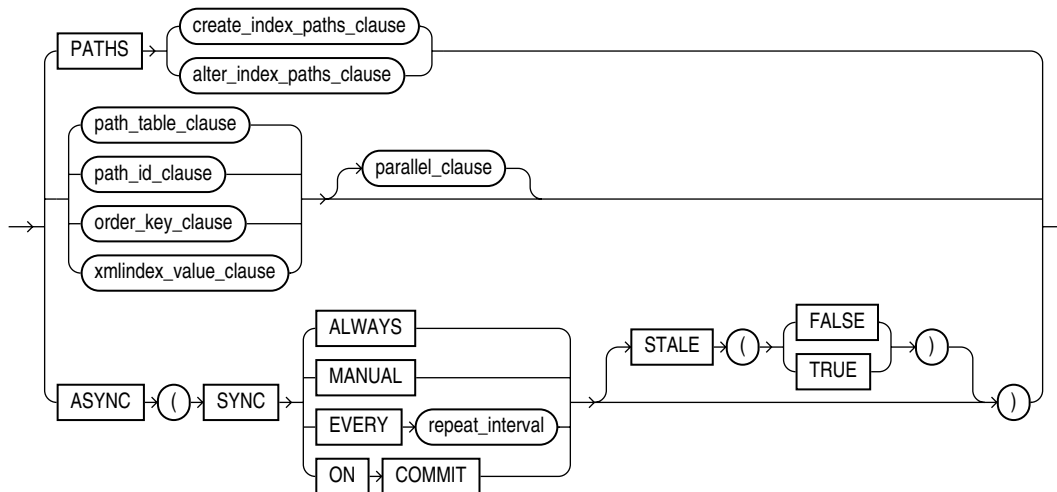 create_index_paths_clause
PATHS
alter_index_paths_clause
path_table_clause
path_id_clause
parallel_clause
order_key_clause
xmlindex_value_clause
ALWAYS
FALSE
MANUAL
STALE ( )
TRUE
ASYNC ( SYNC )
EVERY repeat_interval
ON COMMIT